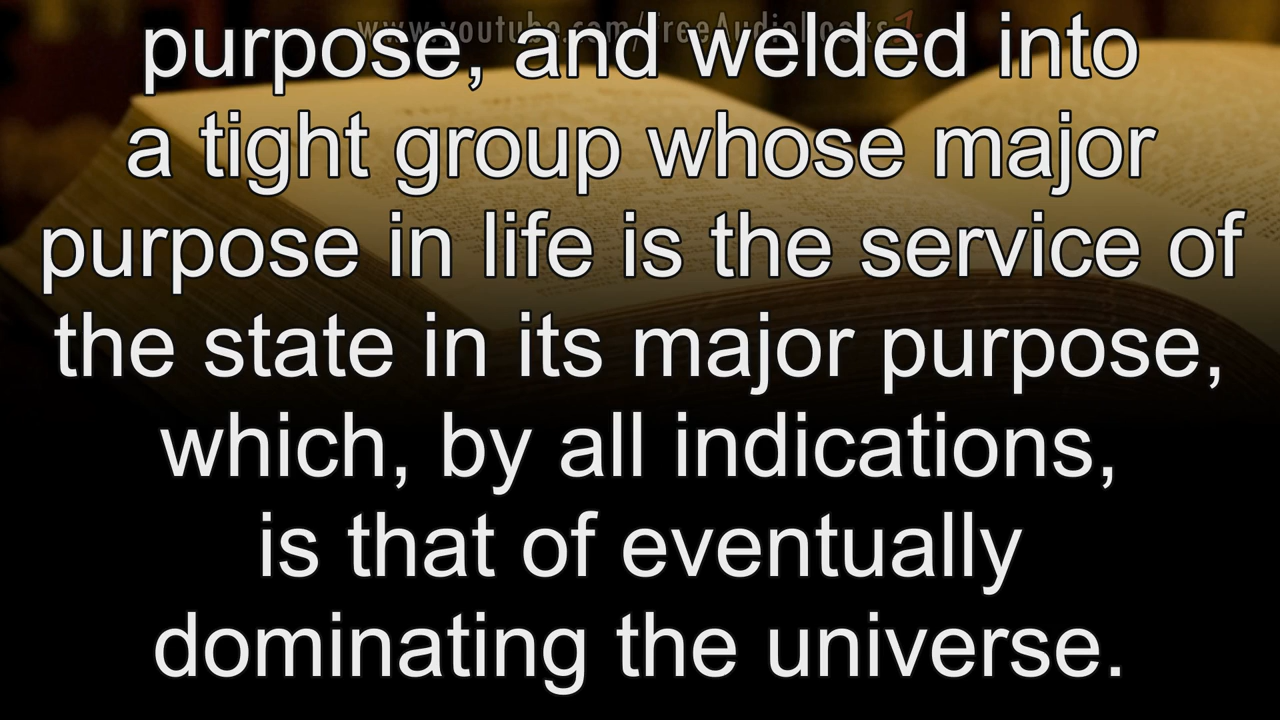 www.youtube.com/freeAudiobooks1
purpose, and welded into
a tight group whose major
purpose in life is the service of
the state in its major purpose,
which, by all indications,
is that of eventually
dominating the universe.